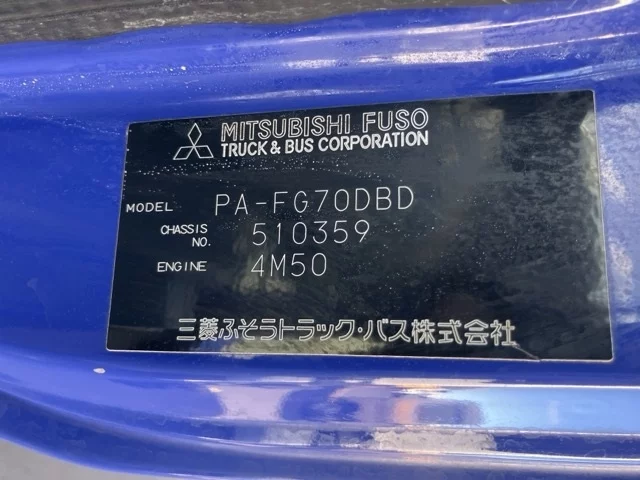 MITSUBISHI FUSO
TRUCK & BUS CORPORATION
MODEL PA-FG70DBD
CHASSIS NO. 510359
ENGINE 4M50
三菱ふそうトラック・バス株式会社